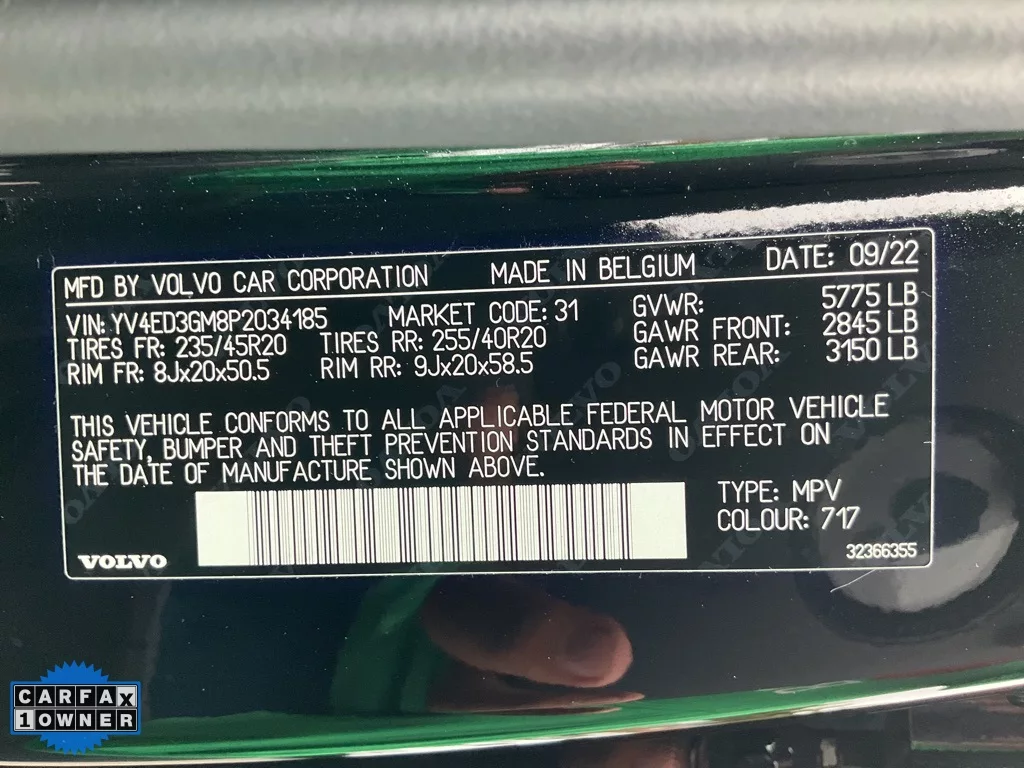 MFD BY VOLVO CAR CORPORATION MADE IN BELGIUM DATE: 09/22
VIN: YV4ED3GM8P2034185 MARKET CODE: 31 GVWR: 5775 LB
TIRES FR: 235/45R20 TIRES RR: 255/40R20 GAWR FRONT: 2845 LB
RIM FR: 8Jx20x50.5 RIM RR: 9Jx20x58.5 GAWR REAR: 3150 LB
THIS VEHICLE CONFORMS TO ALL APPLICABLE FEDERAL MOTOR VEHICLE
SAFETY, BUMPER AND THEFT PREVENTION STANDARDS IN EFFECT ON
THE DATE OF MANUFACTURE SHOWN ABOVE.
TYPE: MPV
COLOUR: 717
VOLVO 32366355
CARFAX
1 OWNER